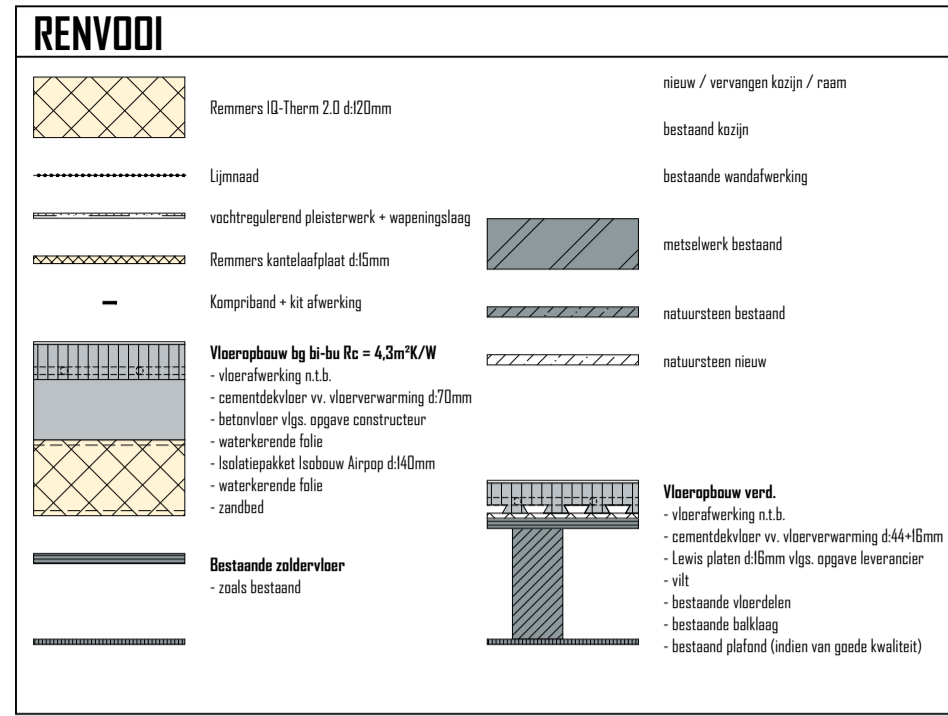 RENVOOI
Remmers IQ-Therm 2.0 d:120mm
Lijmnaad
vochtregulerend pleisterwerk + wapeningslaag
Remmers kantelaafplaat d:15mm
Kompriband + kit afwerking
Vloeropbouw bg bi-bu Rc = 4,3m²K/W
- vloerafwerking n.t.b.
- cementdekvloer vv. vloerverwarming d:70mm
- betonvloer vlgs. opgave constructeur
- waterkerende folie
- Isolatiepakket Isobouw Airpop d:140mm
- waterkerende folie
- zandbed
Bestaande zoldervloer
- zoals bestaand
nieuw / vervangen kozijn / raam
bestaand kozijn
bestaande wandafwerking
metselwerk bestaand
natuursteen bestaand
natuursteen nieuw
Vloeropbouw verd.
- vloerafwerking n.t.b.
- cementdekvloer vv. vloerverwarming d:44+16mm
- Lewis platen d:16mm vlgs. opgave leverancier
- vilt
- bestaande vloerdelen
- bestaande balklaag
- bestaand plafond (indien van goede kwaliteit)